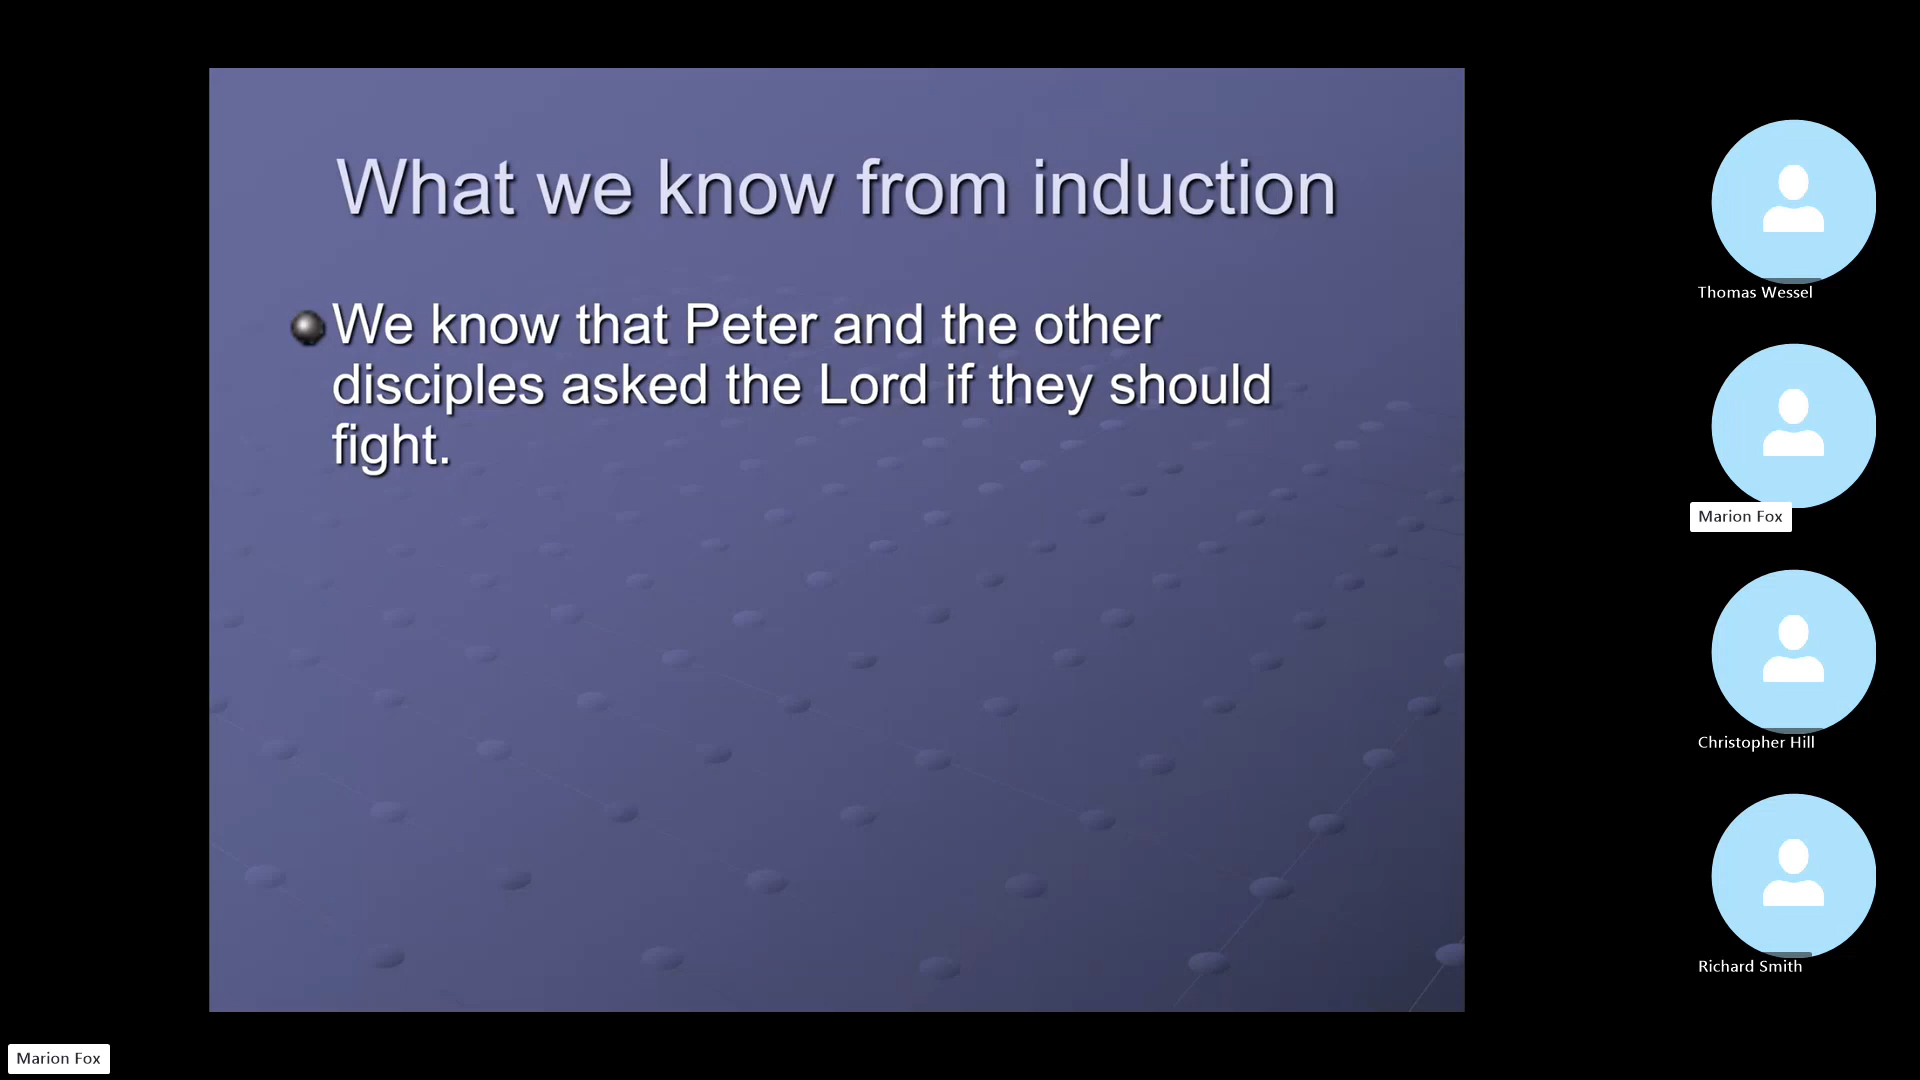 What we know from induction
We know that Peter and the other
disciples asked the Lord if they should
fight.
Thomas Wessel
Marion Fox
Christopher Hill
Richard Smith
Marion Fox